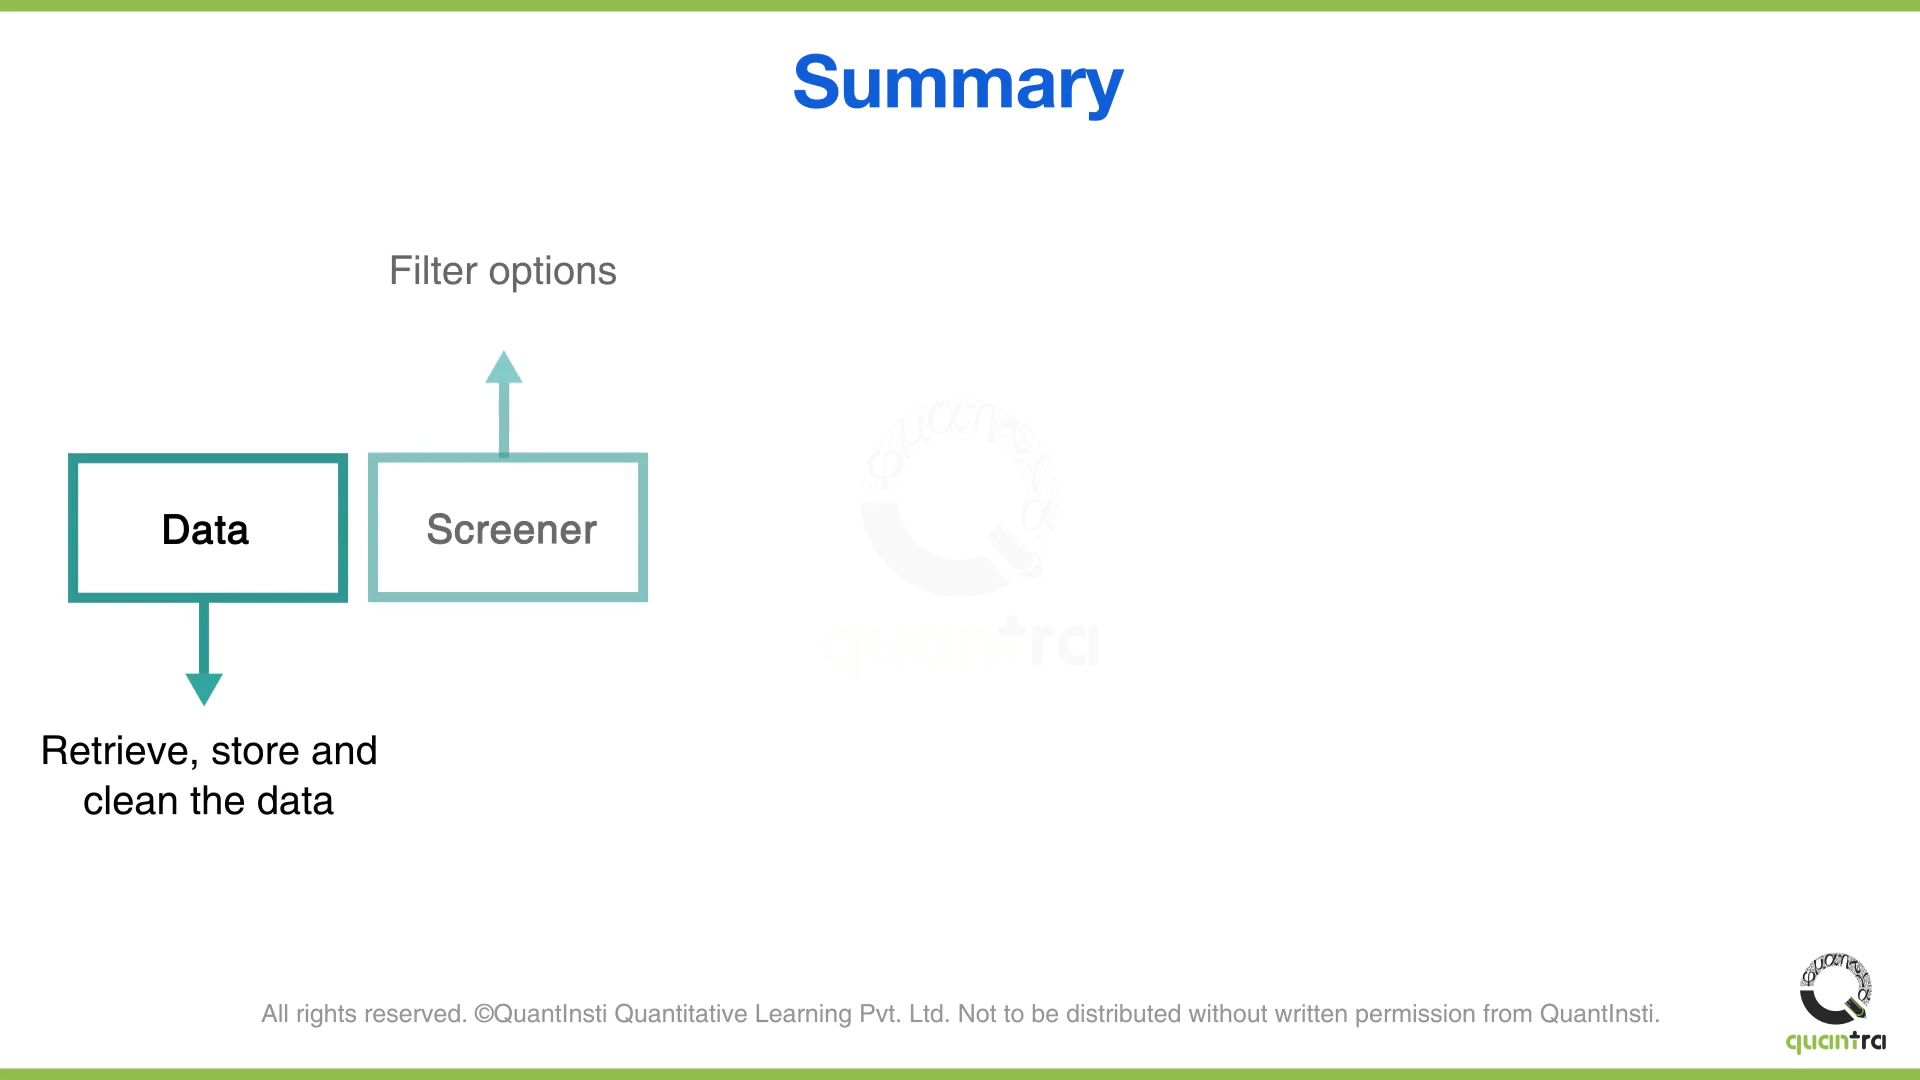 Summary
Filter options
Data
Screener
Retrieve, store and
clean the data
All rights reserved. ©QuantInsti Quantitative Learning Pvt. Ltd. Not to be distributed without written permission from QuantInsti.
quantra
quantra